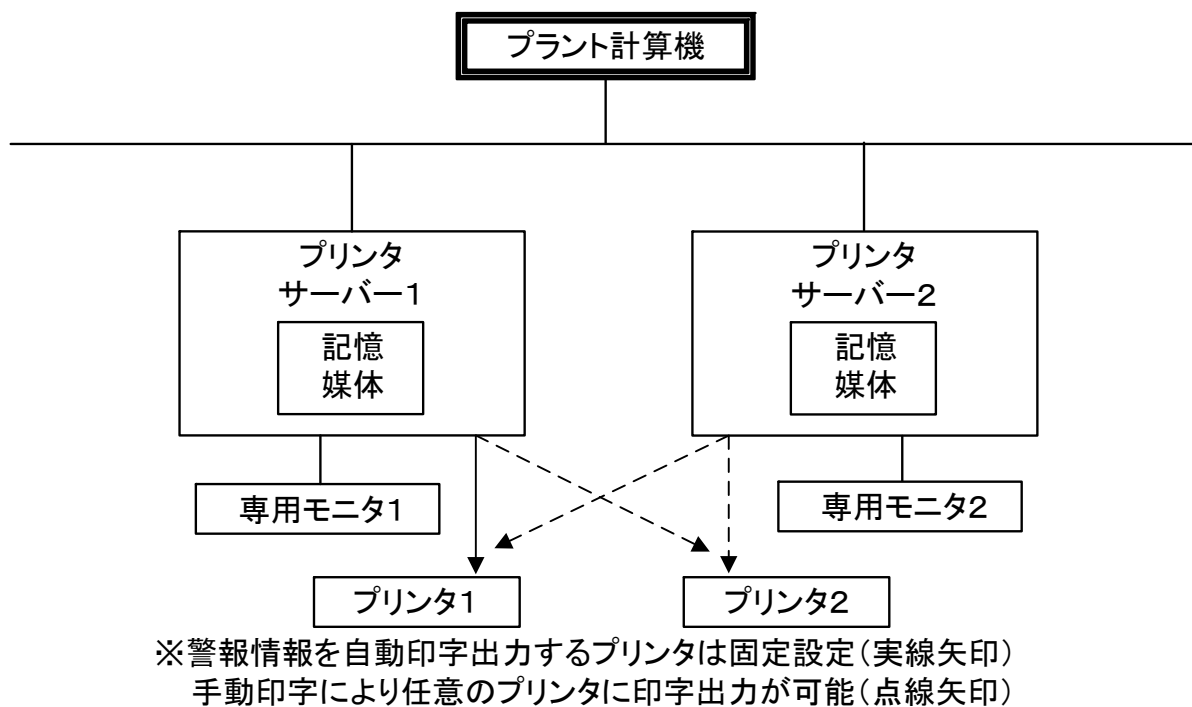 プラント計算機
プリンタ
サーバー1
記憶
媒体
プリンタ
サーバー2
記憶
媒体
専用モニタ1
専用モニタ2
プリンタ1
プリンタ2
※警報情報を自動印字出力するプリンタは固定設定(実線矢印)
手動印字により任意のプリンタに印字出力が可能(点線矢印)